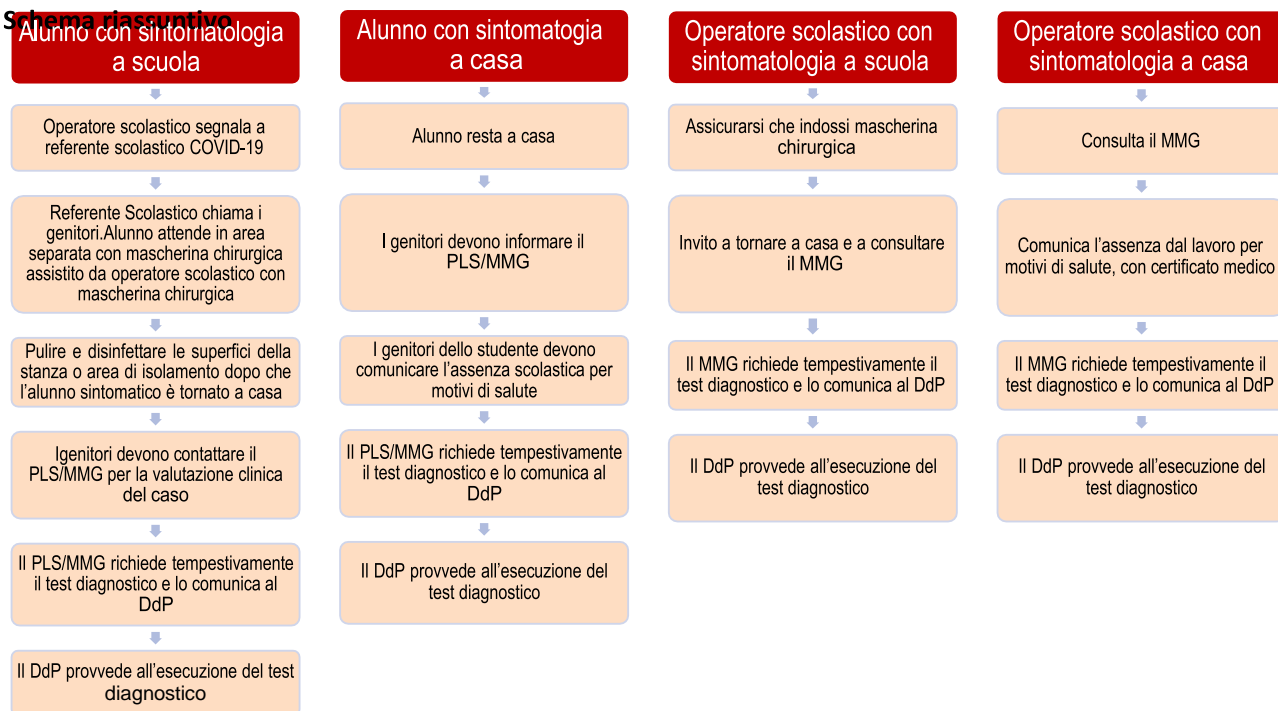 Schema riassuntivo
Alunno con sintomatologia
a scuola
Operatore scolastico segnala a
referente scolastico COVID-19
Referente Scolastico chiama i
genitori.Alunno attende in area
separata con mascherina chirurgica
assistito da operatore scolastico con
mascherina chirurgica
Pulire e disinfettare le superfici della
stanza o area di isolamento dopo che
l’alunno sintomatico è tornato a casa
Igenitori devono contattare il
PLS/MMG per la valutazione clinica
del caso
Il PLS/MMG richiede tempestivamente
il test diagnostico e lo comunica al
DdP
Il DdP provvede all’esecuzione del test
diagnostico
Alunno con sintomatogia
a casa
Alunno resta a casa
I genitori devono informare il
PLS/MMG
I genitori dello studente devono
comunicare l’assenza scolastica per
motivi di salute
Il PLS/MMG richiede tempestivamente
il test diagnostico e lo comunica al
DdP
Il DdP provvede all’esecuzione del
test diagnostico
Operatore scolastico con
sintomatologia a scuola
Assicurarsi che indossi mascherina
chirurgica
Invito a tornare a casa e a consultare
il MMG
Il MMG richiede tempestivamente il
test diagnostico e lo comunica al DdP
Il DdP provvede all’esecuzione del
test diagnostico
Operatore scolastico con
sintomatologia a casa
Consulta il MMG
Comunica l’assenza dal lavoro per
motivi di salute, con certificato medico
Il MMG richiede tempestivamente il
test diagnostico e lo comunica al DdP
Il DdP provvede all’esecuzione del
test diagnostico